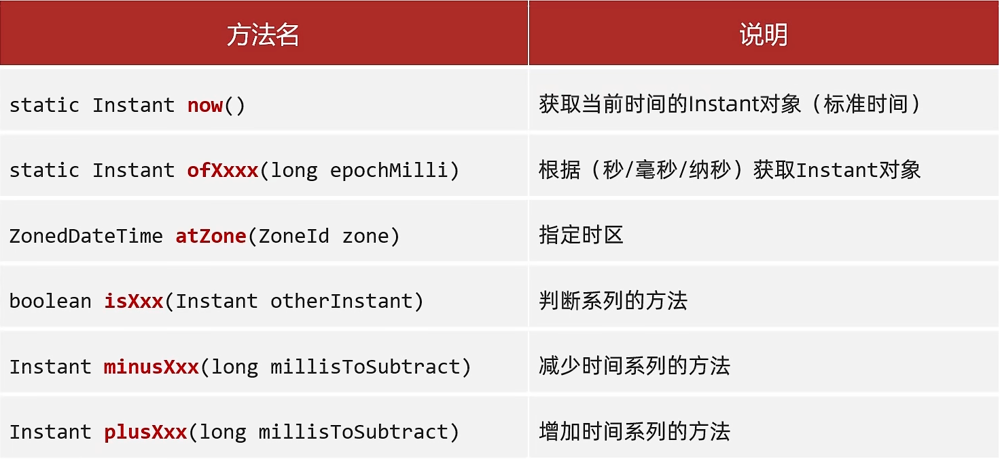 方法名 说明
static Instant now() 获取当前时间的Instant对象（标准时间）
static Instant ofXxxx(long epochMilli) 根据（秒/毫秒/纳秒）获取Instant对象
ZonedDateTime atZone(ZoneId zone) 指定时区
boolean isXxx(Instant otherInstant) 判断系列的方法
Instant minusXxx(long millisToSubtract) 减少时间系列的方法
Instant plusXxx(long millisToSubtract) 增加时间系列的方法